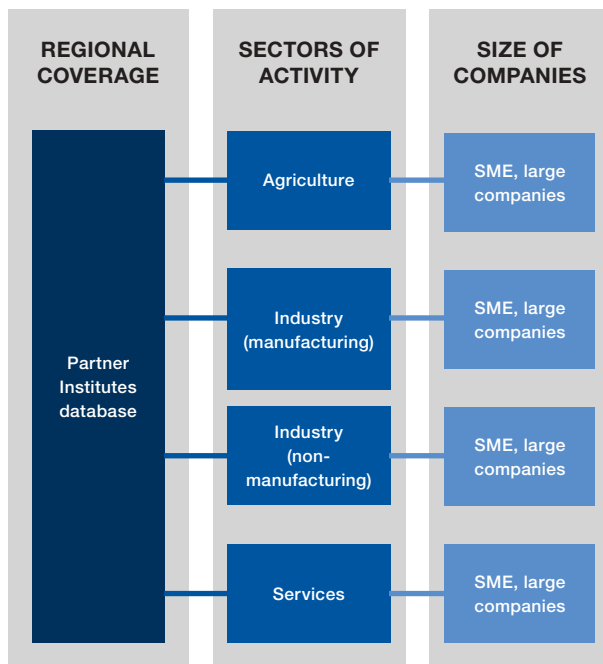 REGIONAL
COVERAGE
SECTORS OF
ACTIVITY
SIZE OF
COMPANIES
Partner
Institutes
database
Agriculture
SME, large
companies
Industry
(manufacturing)
SME, large
companies
Industry
(non-
manufacturing)
SME, large
companies
Services
SME, large
companies